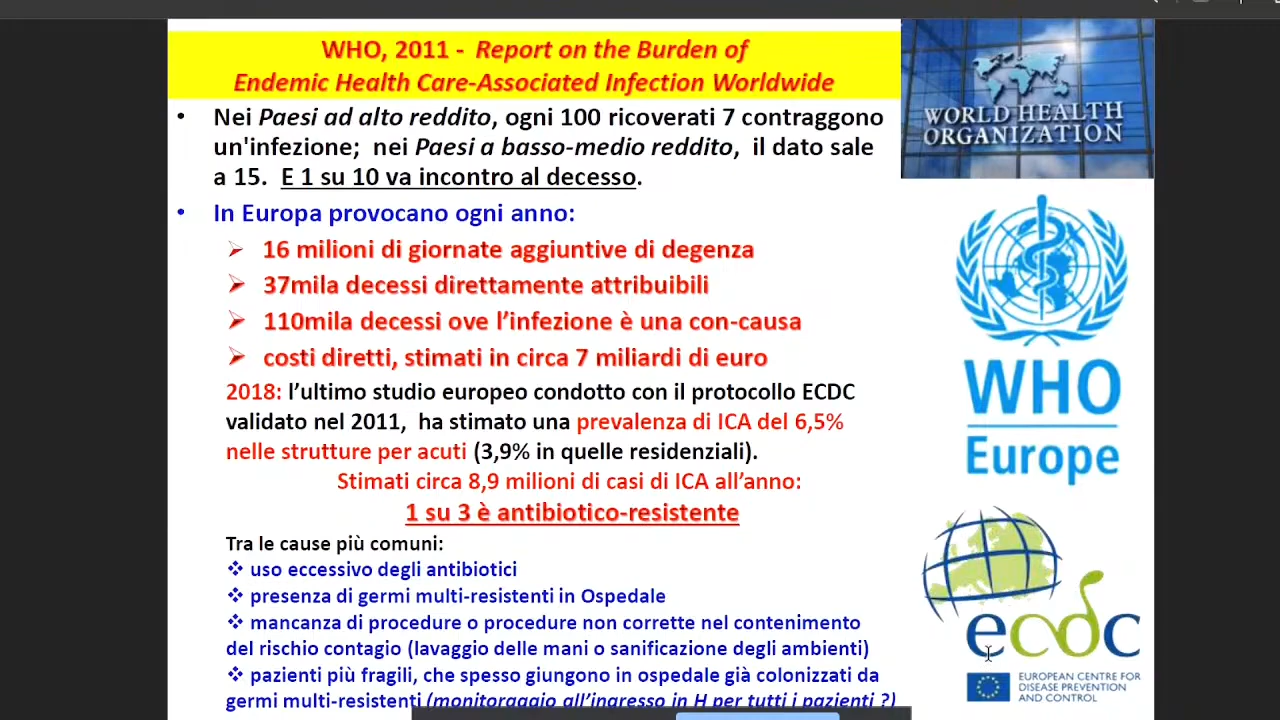 WHO, 2011 - Report on the Burden of
Endemic Health Care-Associated Infection Worldwide
• Nei Paesi ad alto reddito, ogni 100 ricoverati 7 contraggono
un'infezione; nei Paesi a basso-medio reddito, il dato sale
a 15. E 1 su 10 va incontro al decesso.
• In Europa provocano ogni anno:
➢ 16 milioni di giornate aggiuntive di degenza
➢ 37mila decessi direttamente attribuibili
➢ 110mila decessi ove l’infezione è una con-causa
➢ costi diretti, stimati in circa 7 miliardi di euro
2018: l’ultimo studio europeo condotto con il protocollo ECDC
validato nel 2011, ha stimato una prevalenza di ICA del 6,5%
nelle strutture per acuti (3,9% in quelle residenziali).
Stimati circa 8,9 milioni di casi di ICA all’anno:
1 su 3 è antibiotico-resistente
Tra le cause più comuni:
❖ uso eccessivo degli antibiotici
❖ presenza di germi multi-resistenti in Ospedale
❖ mancanza di procedure o procedure non corrette nel contenimento
del rischio contagio (lavaggio delle mani o sanificazione degli ambienti)
❖ pazienti più fragili, che spesso giungono in ospedale già colonizzati da
germi multi-resistenti (monitoraggio all’ingresso in H per tutti i pazienti ?)
WORLD HEALTH
ORGANIZATION
WHO
Europe
ecdc
EUROPEAN CENTRE FOR
DISEASE PREVENTION
AND CONTROL